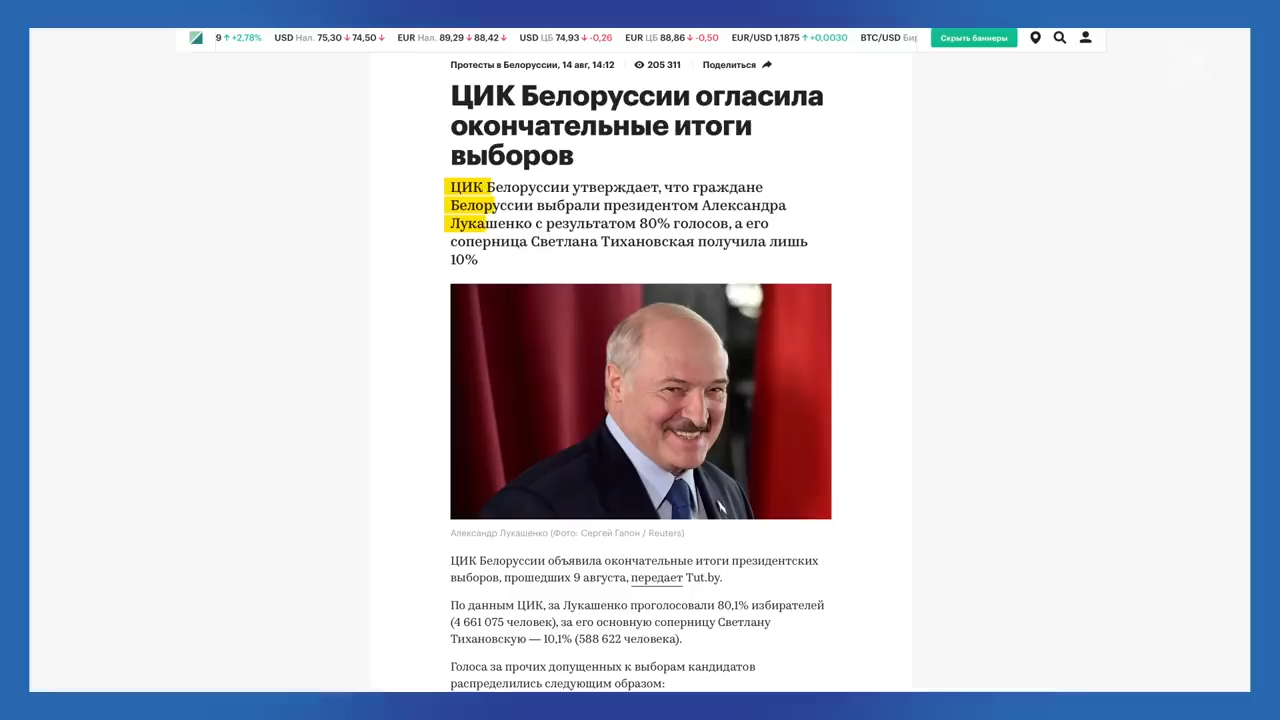 9 ↑ +2,78% USD Нал. 75,30 ↓ 74,50 ↓ EUR Нал. 89,29 ↓ 88,42 ↓ USD ЦБ 74,93 ↓ -0,26 EUR ЦБ 88,86 ↓ -0,50 EUR/USD 1,1875 ↑ +0,0030 BTC/USD Бир Скрыть баннеры
Протесты в Белоруссии, 14 авг, 14:12 205 311 Поделиться
ЦИК Белоруссии огласила
окончательные итоги
выборов
ЦИК Белоруссии утверждает, что граждане
Белоруссии выбрали президентом Александра
Лукашенко с результатом 80% голосов, а его
соперница Светлана Тихановская получила лишь
10%
Александр Лукашенко (Фото: Сергей Гапон / Reuters)
ЦИК Белоруссии объявила окончательные итоги президентских
выборов, прошедших 9 августа, передает Tut.by.
По данным ЦИК, за Лукашенко проголосовали 80,1% избирателей
(4 661 075 человек), за его основную соперницу Светлану
Тихановскую — 10,1% (588 622 человека).
Голоса за прочих допущенных к выборам кандидатов
распределились следующим образом: